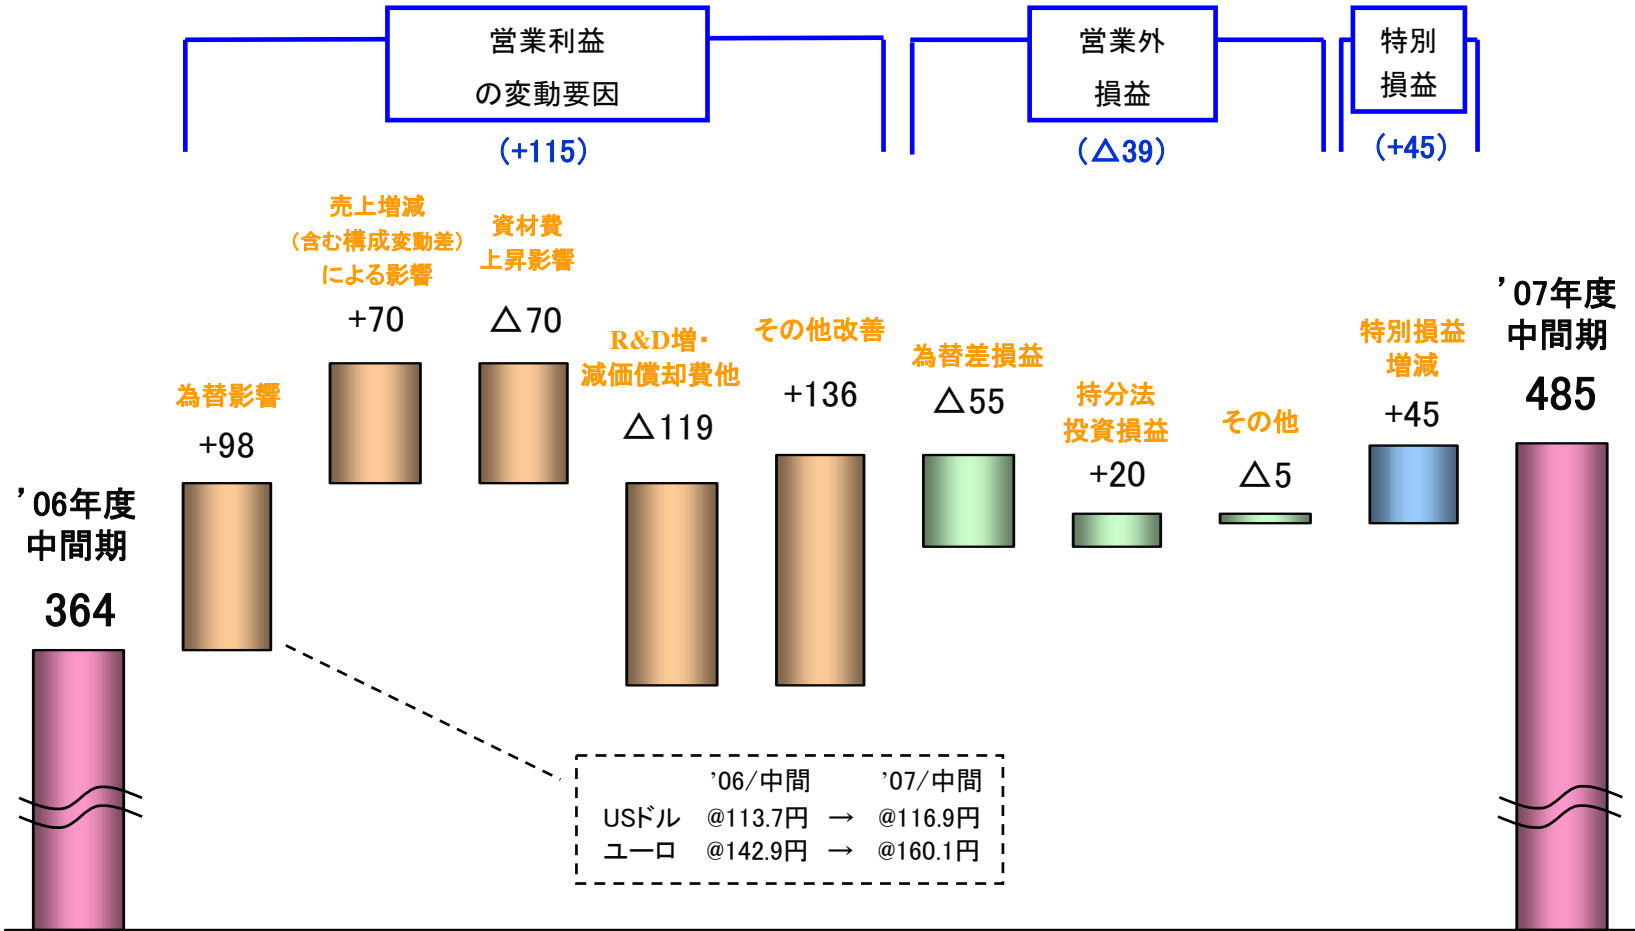 営業利益
の変動要因
(+115)
営業外
損益
(△39)
特別
損益
(+45)
’06年度
中間期
364
為替影響
+98
売上増減
(含む構成変動差)
による影響
+70
資材費
上昇影響
△70
R&D増・
減価償却費他
△119
その他改善
+136
為替差損益
△55
持分法
投資損益
+20
その他
△5
特別損益
増減
+45
’07年度
中間期
485
’06/中間 ’07/中間
USドル @113.7円 → @116.9円
ユーロ @142.9円 → @160.1円